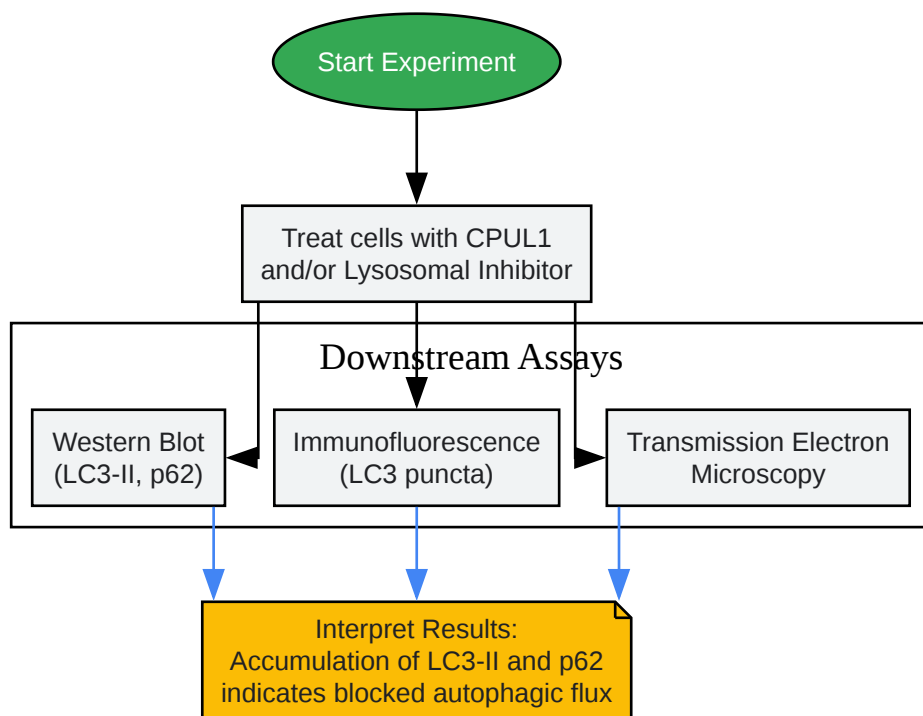 Start Experiment
Treat cells with CPUL1
and/or Lysosomal Inhibitor
Downstream Assays
Western Blot
(LC3-II, p62)
Immunofluorescence
(LC3 puncta)
Transmission Electron
Microscopy
Interpret Results:
Accumulation of LC3-II and p62
indicates blocked autophagic flux